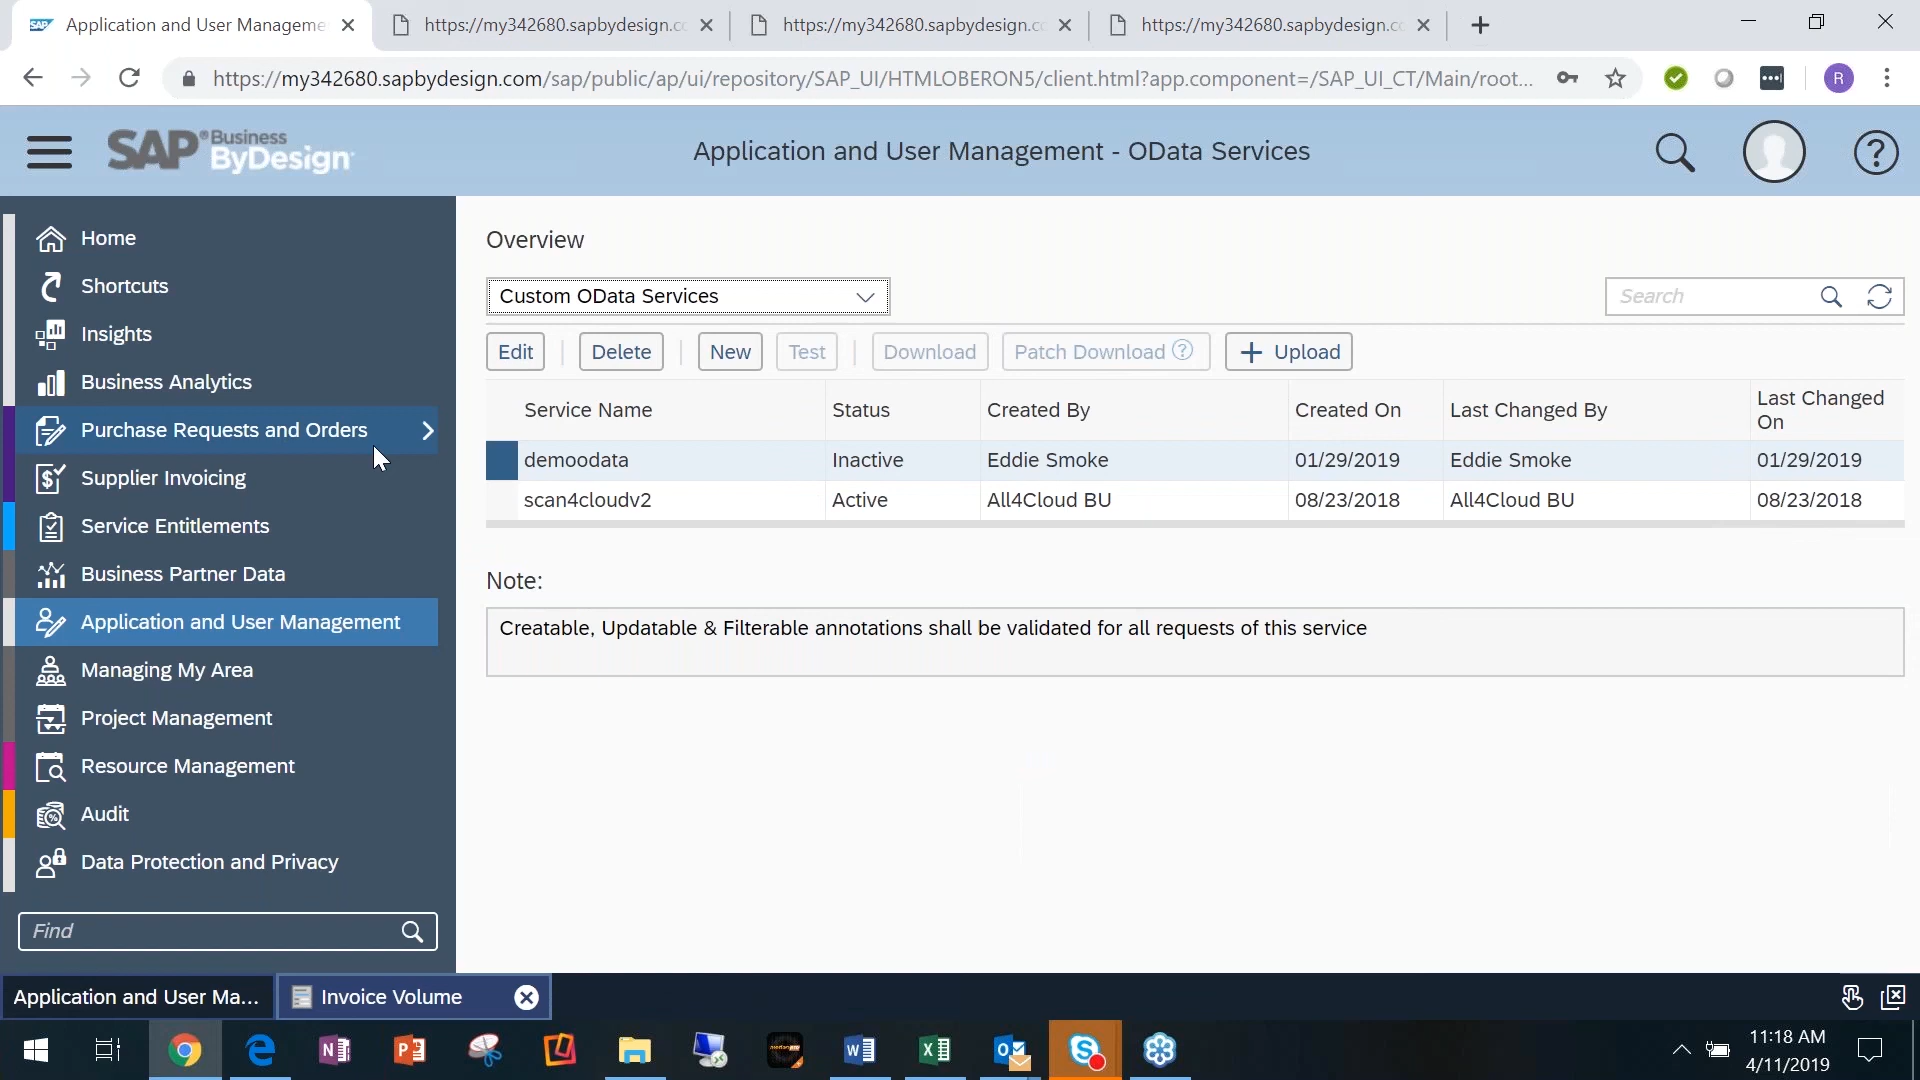 SAP Application and User Manageme
https://my342680.sapbydesign.co
https://my342680.sapbydesign.co
https://my342680.sapbydesign.co
https://my342680.sapbydesign.com/sap/public/ap/ui/repository/SAP_UI/HTMLOBERON5/client.html?app.component=/SAP_UI_CT/Main/root...
R
SAP® Business ByDesign
Application and User Management - OData Services
?
Home
Shortcuts
Insights
Business Analytics
Purchase Requests and Orders
Supplier Invoicing
Service Entitlements
Business Partner Data
Application and User Management
Managing My Area
Project Management
Resource Management
Audit
Data Protection and Privacy
Find
Overview
Custom OData Services
Search
Edit Delete New Test Download Patch Download ? + Upload
Service Name Status Created By Created On Last Changed By Last Changed On
demoodata Inactive Eddie Smoke 01/29/2019 Eddie Smoke 01/29/2019
scan4cloudv2 Active All4Cloud BU 08/23/2018 All4Cloud BU 08/23/2018
Note:
Creatable, Updatable & Filterable annotations shall be validated for all requests of this service
Application and User Ma...
Invoice Volume
11:18 AM
4/11/2019